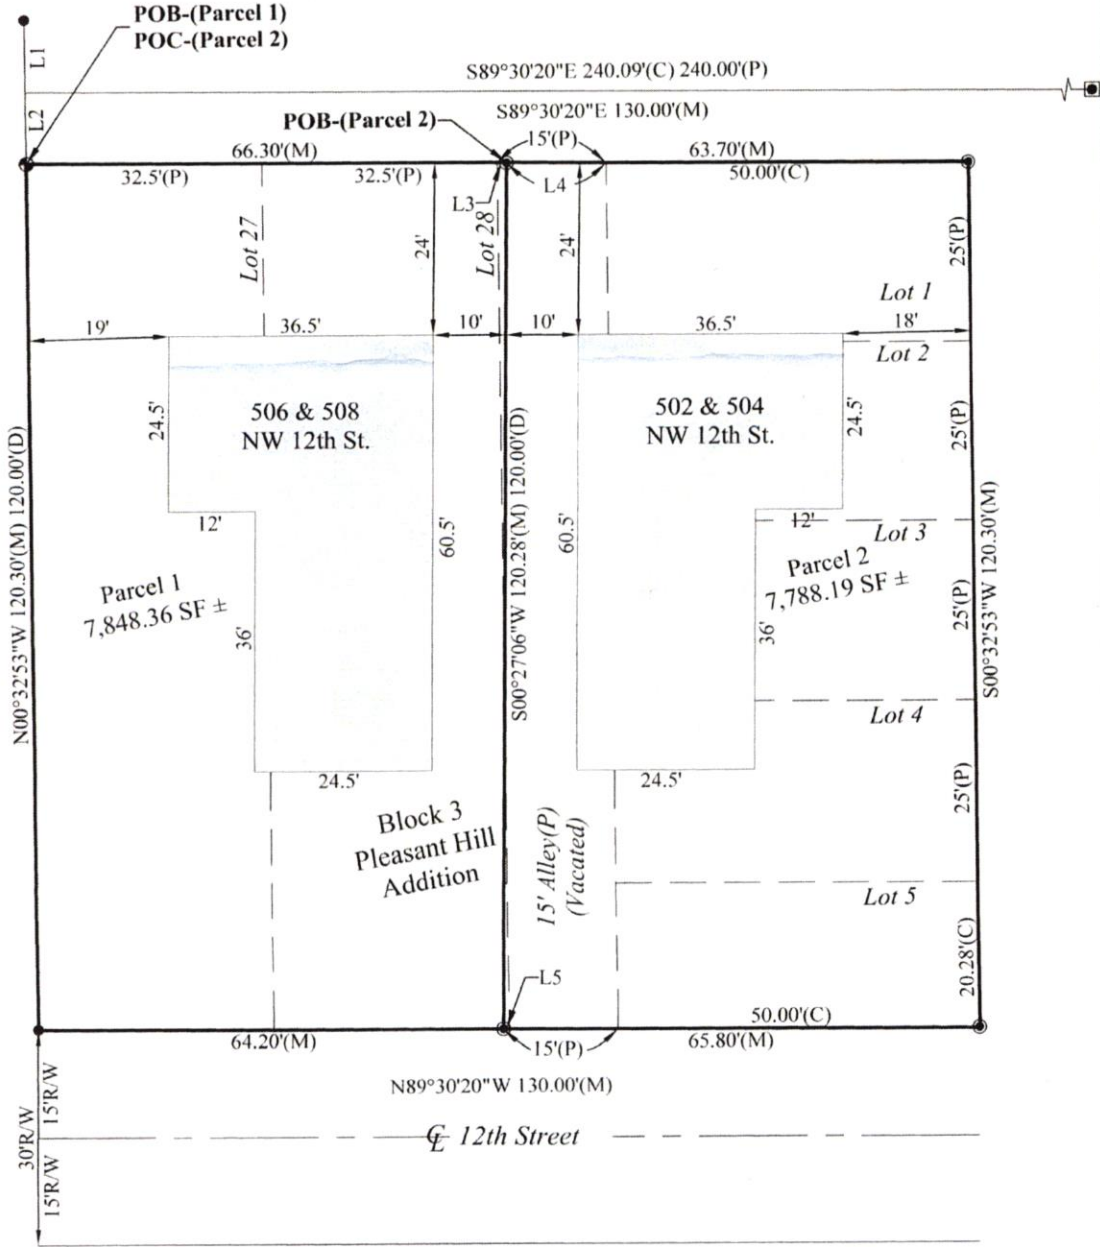 POB-(Parcel 1)
POC-(Parcel 2)
L1
S89°30'20"E 240.09'(C) 240.00'(P)
L2
S89°30'20"E 130.00'(M)
POB-(Parcel 2)
15'(P)
66.30'(M)
63.70'(M)
32.5'(P)
32.5'(P)
L4
50.00'(C)
L3
Lot 27
24'
Lot 28
24'
25'(P)
Lot 1
19'
36.5'
10'
10'
36.5'
18'
Lot 2
24.5'
506 & 508
NW 12th St.
502 & 504
NW 12th St.
24.5'
25'(P)
N00°32'53"W 120.30'(M) 120.00'(D)
S00°27'06"W 120.28'(M) 120.00'(D)
S00°32'53"W 120.30'(M)
12'
60.5'
60.5'
12'
Lot 3
Parcel 1
7,848.36 SF ±
Parcel 2
7,788.19 SF ±
25'(P)
36'
36'
Lot 4
24.5'
24.5'
25'(P)
Block 3
Pleasant Hill
Addition
15' Alley(P)
(Vacated)
Lot 5
20.28'(C)
L5
50.00'(C)
64.20'(M)
15'(P)
65.80'(M)
N89°30'20"W 130.00'(M)
15'R/W
30'R/W
℄ 12th Street
15'R/W